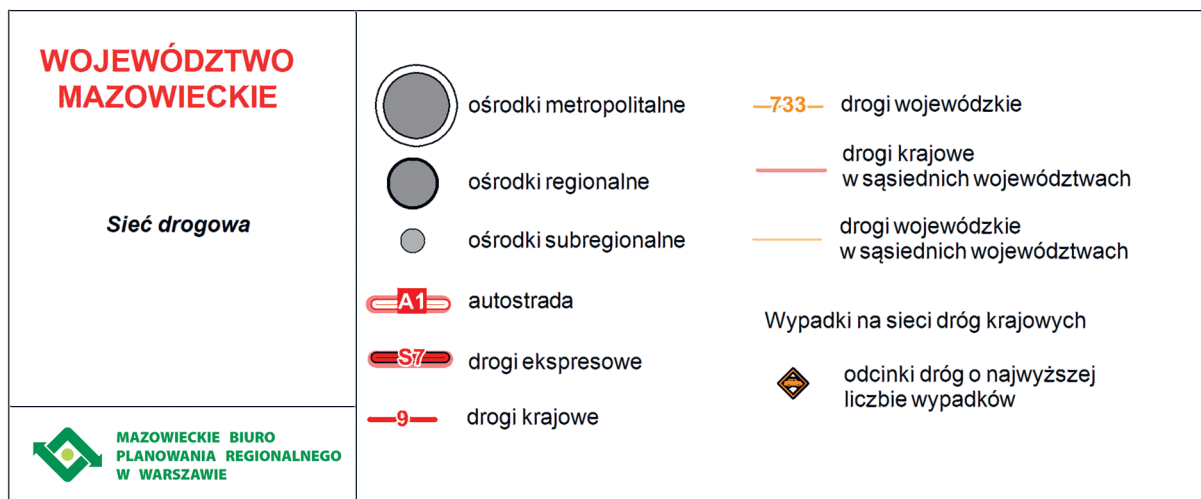 WOJEWÓDZTWO
MAZOWIECKIE
Sieć drogowa
MAZOWIECKIE BIURO
PLANOWANIA REGIONALNEGO
W WARSZAWIE
ośrodki metropolitalne
ośrodki regionalne
ośrodki subregionalne
A1 autostrada
S7 drogi ekspresowe
9 drogi krajowe
733 drogi wojewódzkie
drogi krajowe
w sąsiednich województwach
drogi wojewódzkie
w sąsiednich województwach
Wypadki na sieci dróg krajowych
odcinki dróg o najwyższej
liczbie wypadków